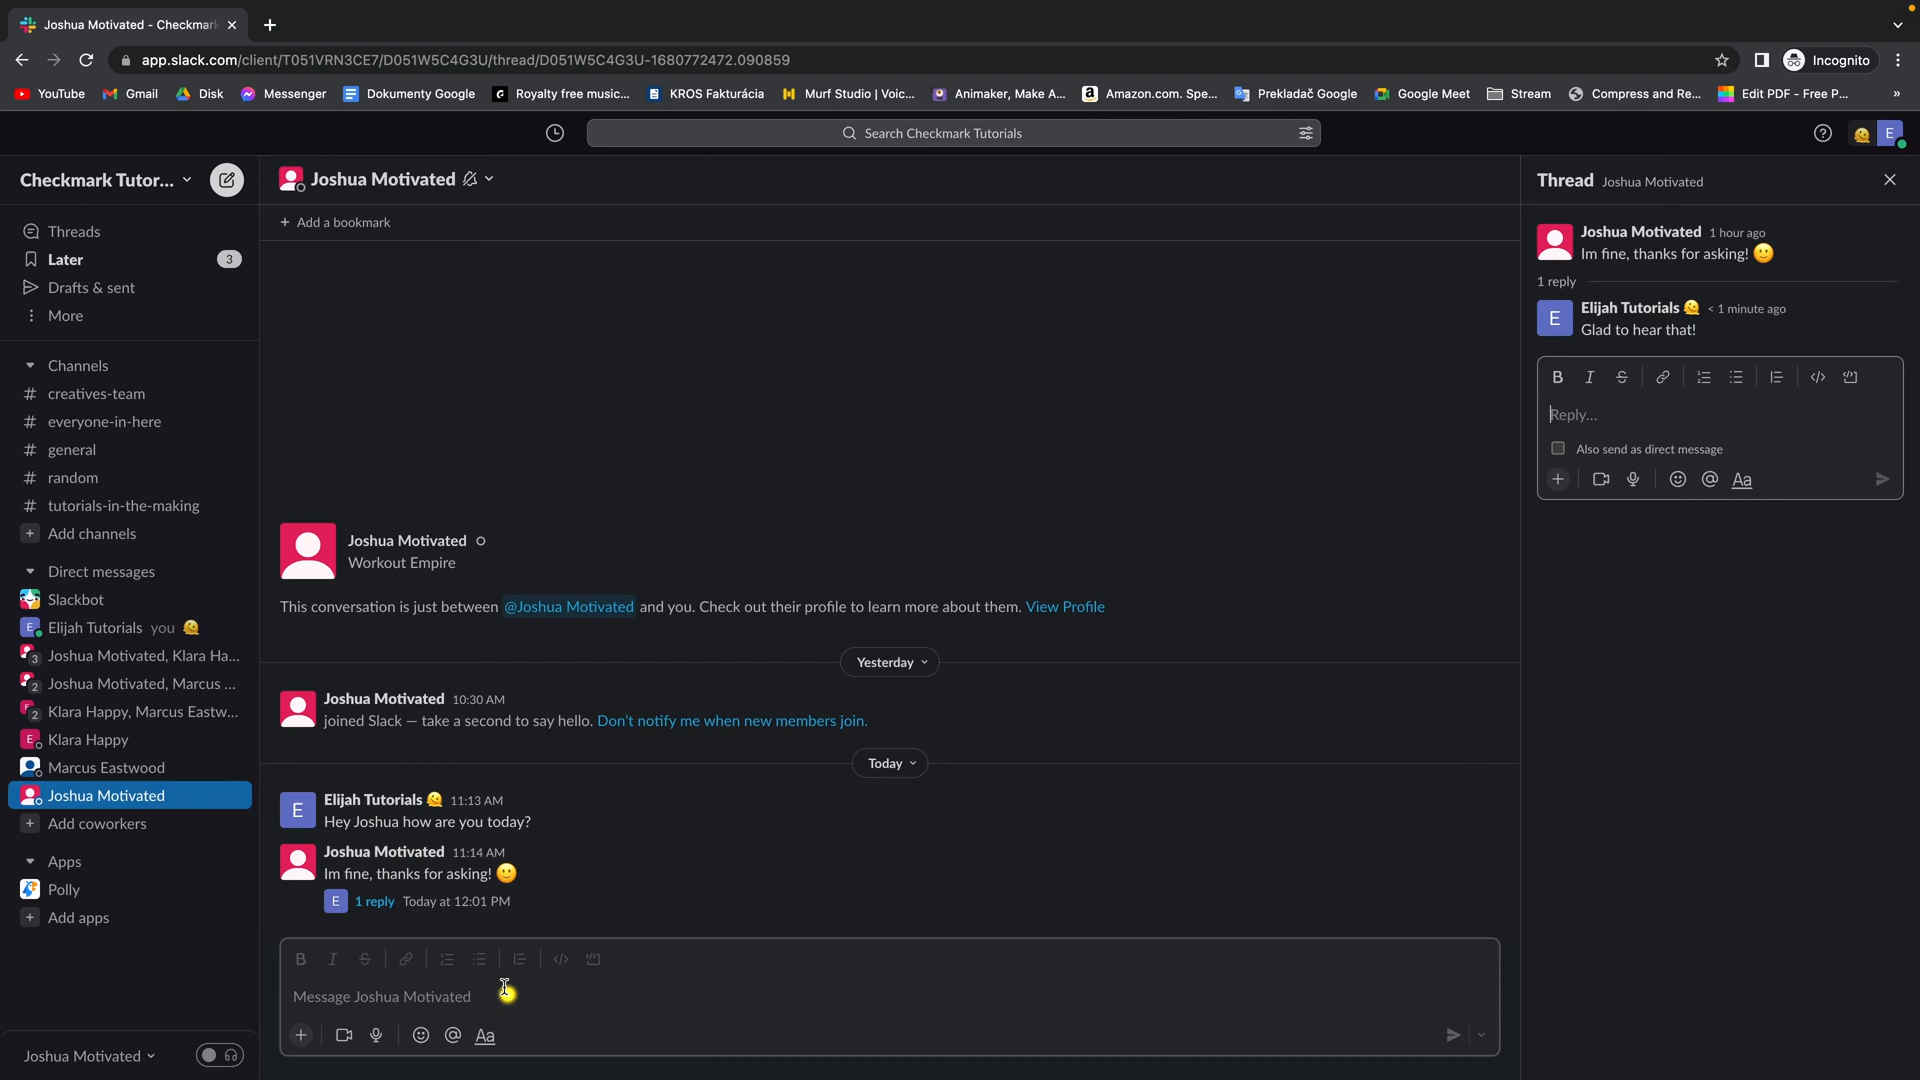 Joshua Motivated - Checkmar
app.slack.com/client/T051VRN3CE7/D051W5C4G3U/thread/D051W5C4G3U-1680772472.090859
Incognito
YouTube
Gmail
Disk
Messenger
Dokumenty Google
Royalty free music...
KROS Fakturácia
Murf Studio | Voic...
Animaker, Make A...
Amazon.com. Spe...
Prekladač Google
Google Meet
Stream
Compress and Re...
Edit PDF - Free P...
»
Search Checkmark Tutorials
E
Checkmark Tutor...
Threads
Later 3
Drafts & sent
More
Channels
# creatives-team
# everyone-in-here
# general
# random
# tutorials-in-the-making
+ Add channels
Direct messages
Slackbot
E Elijah Tutorials you
3 Joshua Motivated, Klara Ha...
2 Joshua Motivated, Marcus ...
2 Klara Happy, Marcus Eastw...
E Klara Happy
Marcus Eastwood
Joshua Motivated
+ Add coworkers
Apps
Polly
+ Add apps
Joshua Motivated
Joshua Motivated
+ Add a bookmark
Joshua Motivated
Workout Empire
This conversation is just between @Joshua Motivated and you. Check out their profile to learn more about them. View Profile
Yesterday
Joshua Motivated 10:30 AM
joined Slack — take a second to say hello. Don't notify me when new members join.
Today
E Elijah Tutorials 11:13 AM
Hey Joshua how are you today?
Joshua Motivated 11:14 AM
Im fine, thanks for asking! 🙂
E 1 reply Today at 12:01 PM
B I S
Message Joshua Motivated
+ @ Aa
Thread Joshua Motivated
Joshua Motivated 1 hour ago
Im fine, thanks for asking! 🙂
1 reply
E Elijah Tutorials < 1 minute ago
Glad to hear that!
B I S
Reply...
Also send as direct message
+ @ Aa